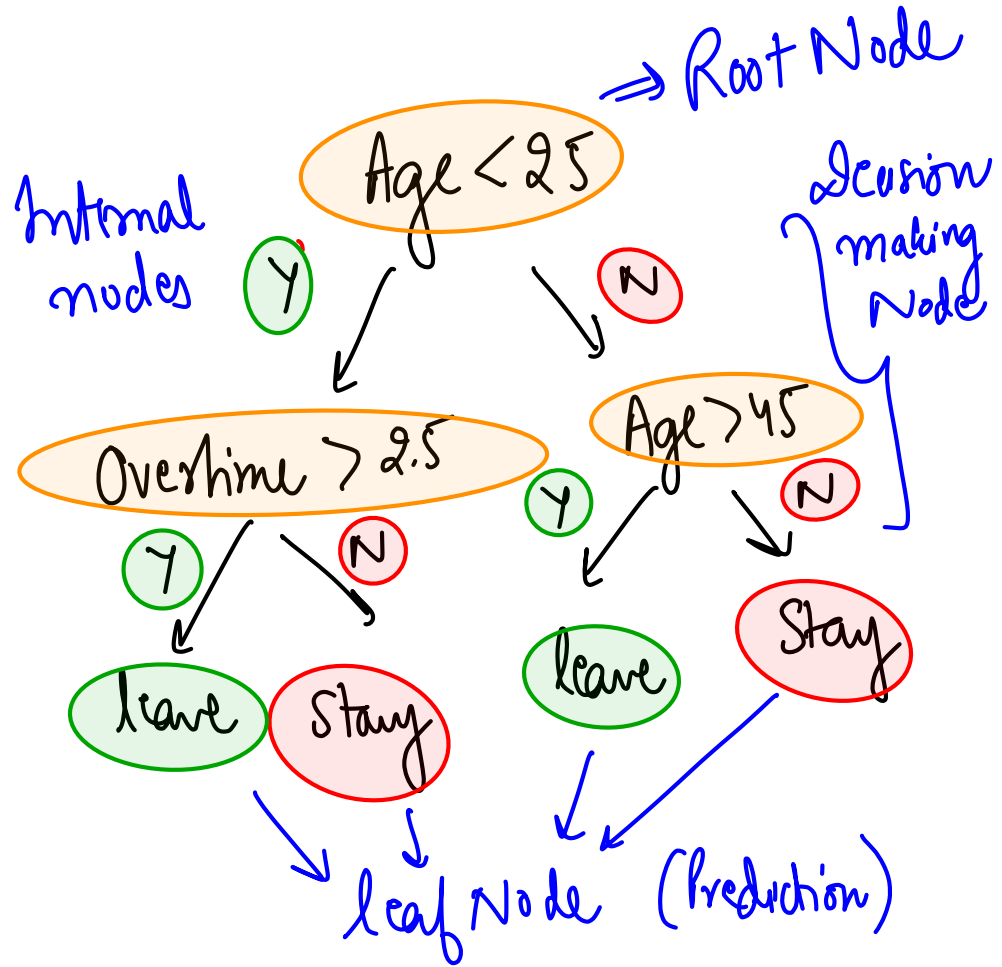 ⇒ Root Node
Age < 25
Internal
nodes
Decision
making
Node
Y
N
Overtime > 2.5
Age > 45
Y
N
Y
N
leave
Stay
leave
Stay
leaf Node (Prediction)